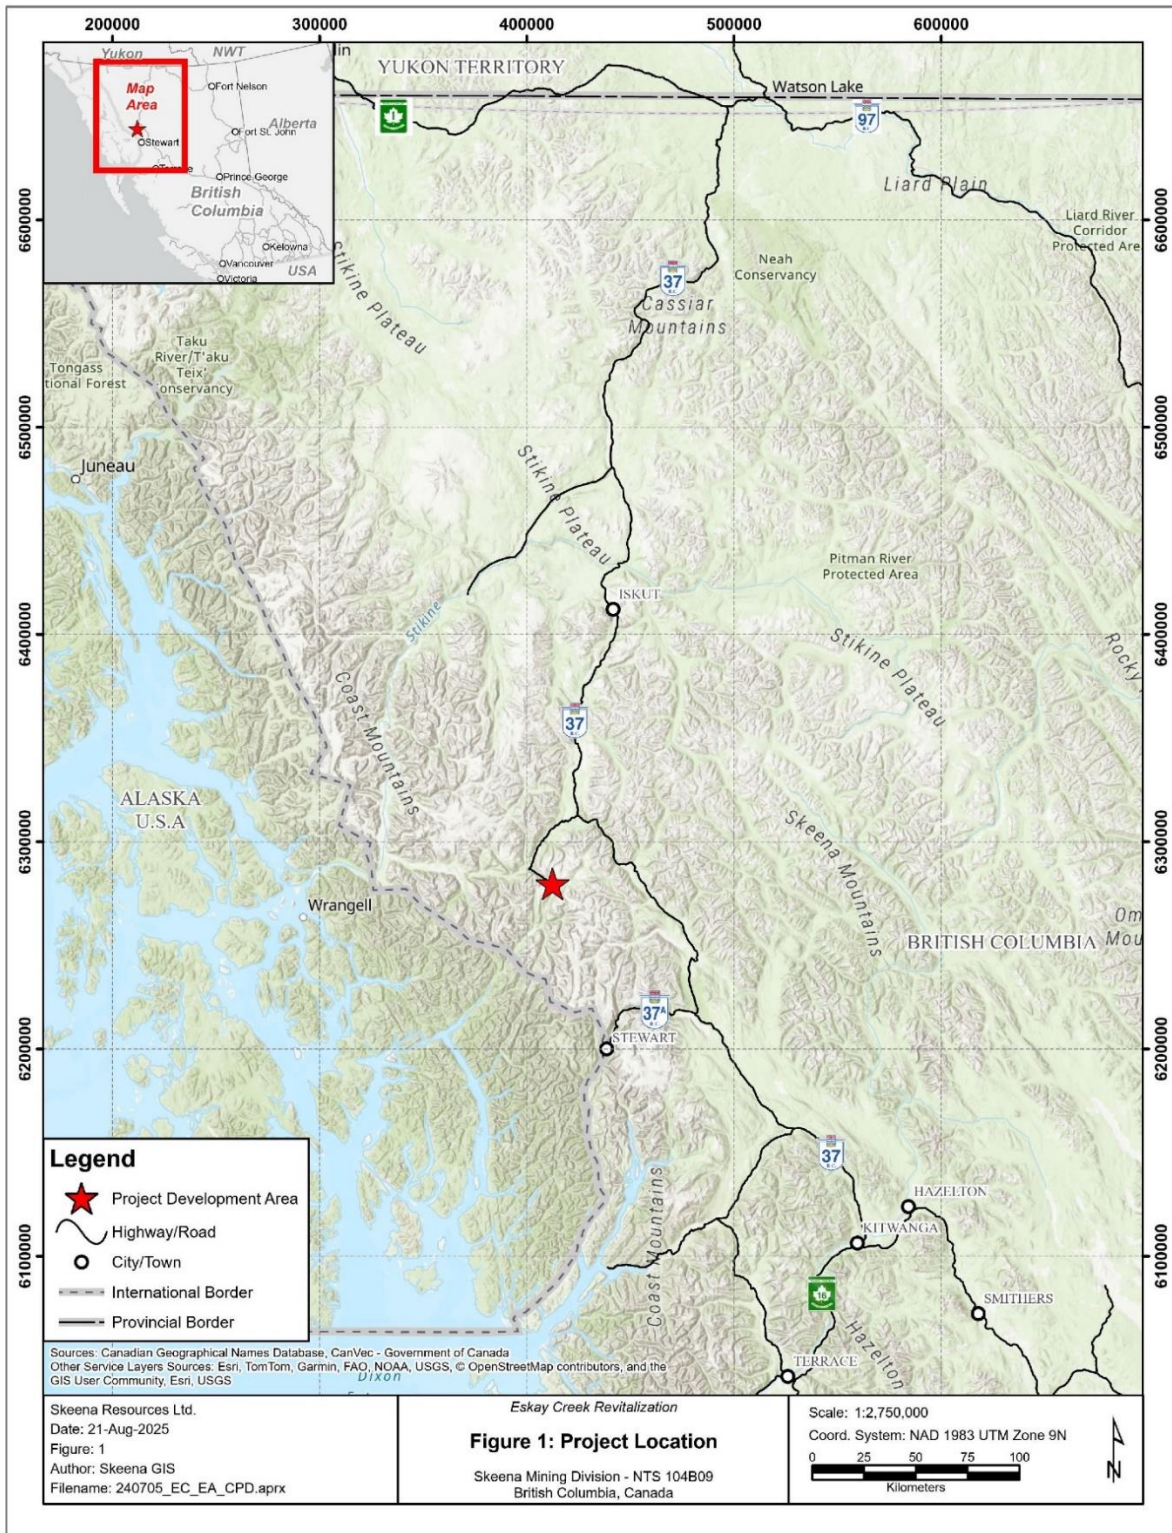 200000
300000
400000
500000
600000
Yukon
NWT
Map
Area
Fort Nelson
Alberta
Fort St. John
Stewart
Terrace
Prince George
British
Columbia
Kelowna
Vancouver
USA
Victoria
lin
YUKON TERRITORY
Watson Lake
1
97
Liard Plain
Liard River
Corridor
Protected Are
6600000
6600000
Neah
Conservancy
37
B.C.
Cassiar
Mountains
Stikine Plateau
Taku
River/T'aku
Teix'
onservancy
Tongass
tional Forest
6500000
6500000
Juneau
Stikine Plateau
Pitman River
Protected Area
ISKUT
Stikine
6400000
6400000
Stikine Plateau
Rocky
Coast Mountains
37
B.C.
ALASKA
U.S.A
Skeena Mountains
6300000
6300000
Wrangell
Om
Mou
BRITISH COLUMBIA
37A
B.C.
STEWART
6200000
6200000
37
B.C.
Coast Mountains
HAZELTON
KITWANGA
6100000
6100000
16
SMITHERS
Hazelton
TERRACE
Dixon
Legend
Project Development Area
Highway/Road
City/Town
International Border
Provincial Border
Sources: Canadian Geographical Names Database, CanVec - Government of Canada
Other Service Layers Sources: Esri, TomTom, Garmin, FAO, NOAA, USGS, © OpenStreetMap contributors, and the
GIS User Community, Esri, USGS
Skeena Resources Ltd.
Date: 21-Aug-2025
Figure: 1
Author: Skeena GIS
Filename: 240705_EC_EA_CPD.aprx
Eskay Creek Revitalization
Figure 1: Project Location
Skeena Mining Division - NTS 104B09
British Columbia, Canada
Scale: 1:2,750,000
Coord. System: NAD 1983 UTM Zone 9N
0 25 50 75 100
Kilometers
N